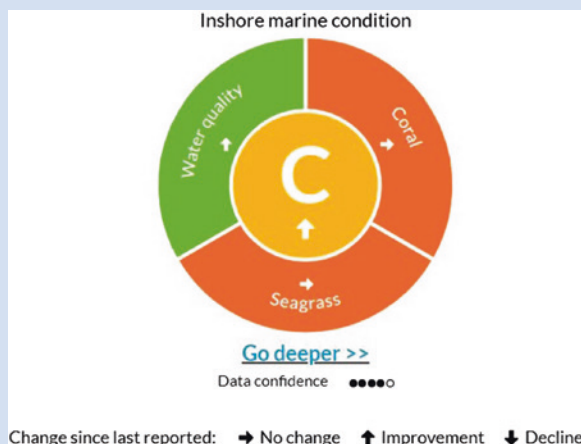 Inshore marine condition
Water quality
Coral
C
Seagrass
Go deeper >>
Data confidence
Change since last reported: No change Improvement Decline